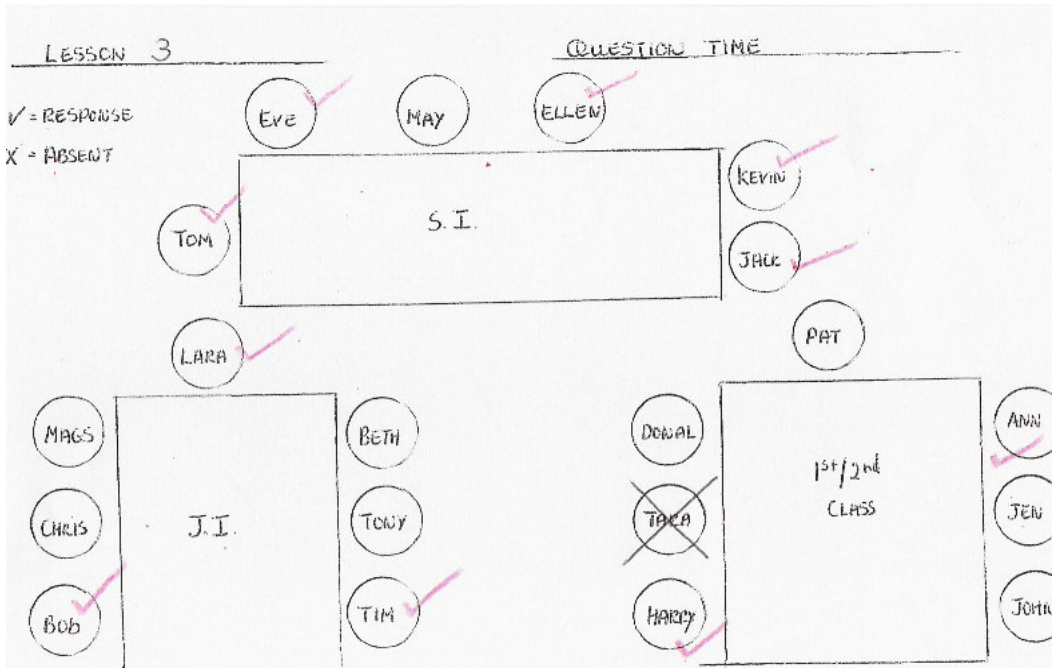 LESSON 3
QUESTION TIME
✓ = RESPONSE
X = ABSENT
EVE
MAY
ELLEN
KEVIN
TOM
S.I.
JACK
LARA
PAT
MAGS
BETH
DONAL
ANN
1st/2nd
CLASS
CHRIS
J.I.
TONY
TARA
JEN
BOB
TIM
HARRY
JOHN